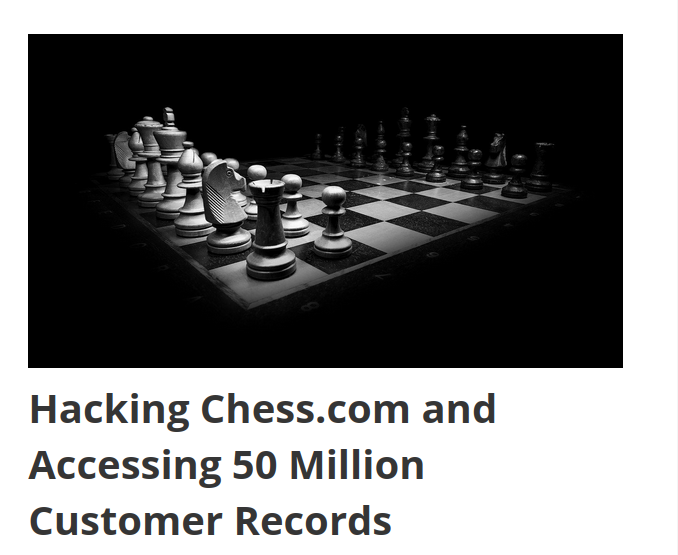 Hacking Chess.com and
Accessing 50 Million
Customer Records